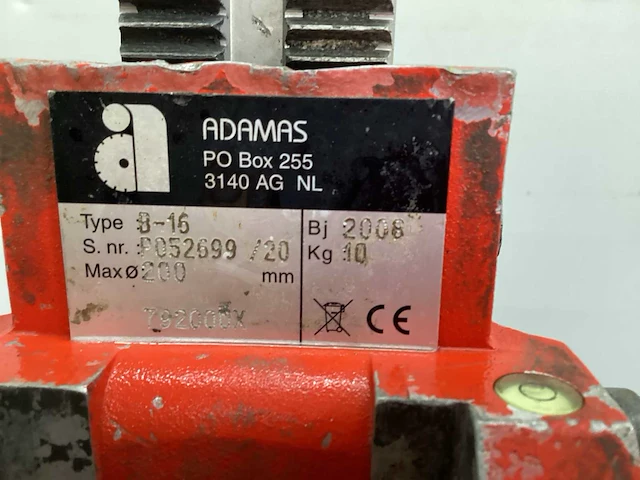 ADAMAS
PO Box 255
3140 AG NL
Type B-16
S. nr. P052699 /20
Max ø 200 mm
Bj 2008
Kg 10
CE